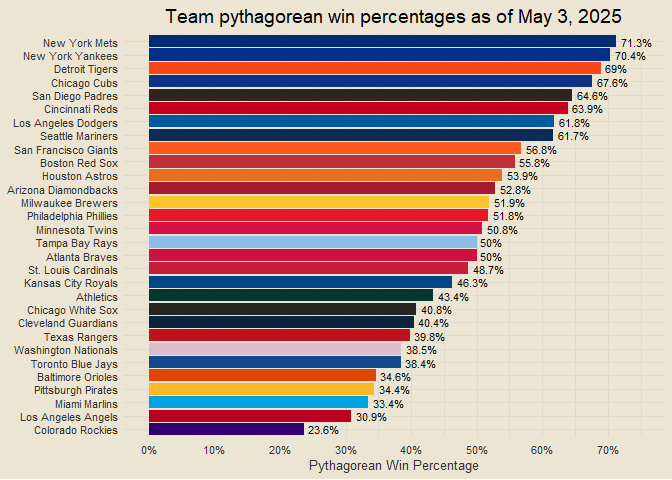 Team pythagorean win percentages as of May 3, 2025
New York Mets 71.3%
New York Yankees 70.4%
Detroit Tigers 69%
Chicago Cubs 67.6%
San Diego Padres 64.6%
Cincinnati Reds 63.9%
Los Angeles Dodgers 61.8%
Seattle Mariners 61.7%
San Francisco Giants 56.8%
Boston Red Sox 55.8%
Houston Astros 53.9%
Arizona Diamondbacks 52.8%
Milwaukee Brewers 51.9%
Philadelphia Phillies 51.8%
Minnesota Twins 50.8%
Tampa Bay Rays 50%
Atlanta Braves 50%
St. Louis Cardinals 48.7%
Kansas City Royals 46.3%
Athletics 43.4%
Chicago White Sox 40.8%
Cleveland Guardians 40.4%
Texas Rangers 39.8%
Washington Nationals 38.5%
Toronto Blue Jays 38.4%
Baltimore Orioles 34.6%
Pittsburgh Pirates 34.4%
Miami Marlins 33.4%
Los Angeles Angels 30.9%
Colorado Rockies 23.6%
0% 10% 20% 30% 40% 50% 60% 70%
Pythagorean Win Percentage